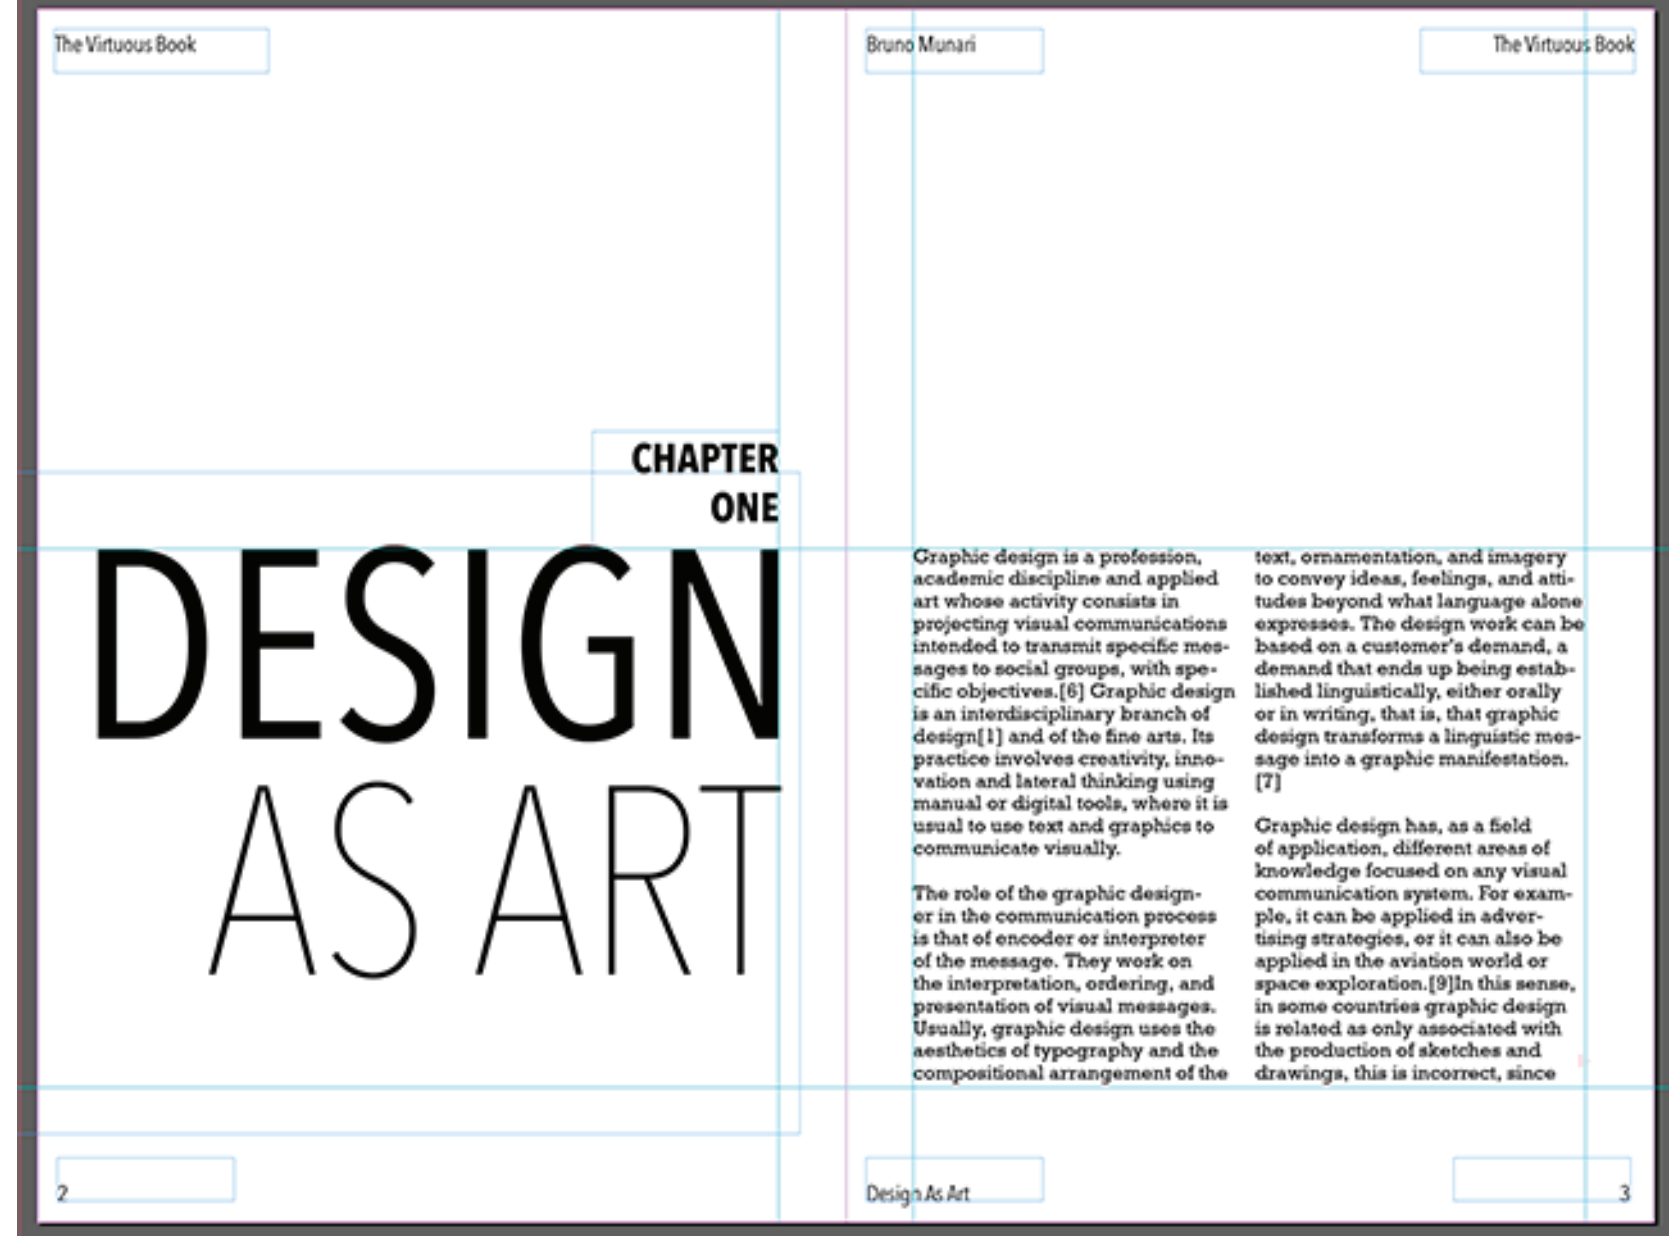 The Virtuous Book
CHAPTER
ONE
DESIGN
AS ART
2
Bruno Munari
The Virtuous Book
Graphic design is a profession,
academic discipline and applied
art whose activity consists in
projecting visual communications
intended to transmit specific mes-
sages to social groups, with spe-
cific objectives.[6] Graphic design
is an interdisciplinary branch of
design[1] and of the fine arts. Its
practice involves creativity, inno-
vation and lateral thinking using
manual or digital tools, where it is
usual to use text and graphics to
communicate visually.
The role of the graphic design-
er in the communication process
is that of encoder or interpreter
of the message. They work on
the interpretation, ordering, and
presentation of visual messages.
Usually, graphic design uses the
aesthetics of typography and the
compositional arrangement of the
text, ornamentation, and imagery
to convey ideas, feelings, and atti-
tudes beyond what language alone
expresses. The design work can be
based on a customer's demand, a
demand that ends up being estab-
lished linguistically, either orally
or in writing, that is, that graphic
design transforms a linguistic mes-
sage into a graphic manifestation.
[7]
Graphic design has, as a field
of application, different areas of
knowledge focused on any visual
communication system. For exam-
ple, it can be applied in adver-
tising strategies, or it can also be
applied in the aviation world or
space exploration.[9]In this sense,
in some countries graphic design
is related as only associated with
the production of sketches and
drawings, this is incorrect, since
Design As Art
3